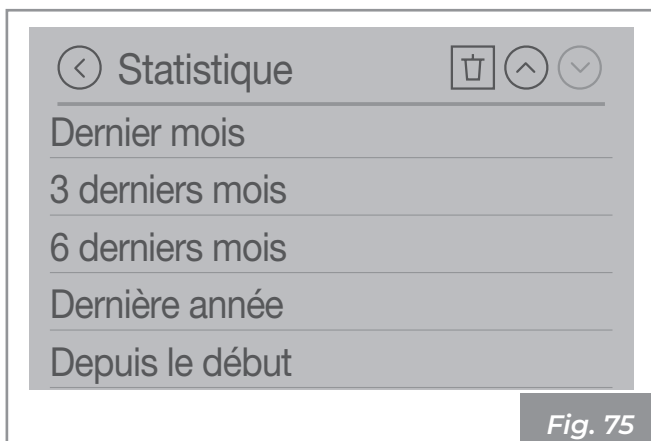 Statistique
Dernier mois
3 derniers mois
6 derniers mois
Dernière année
Depuis le début
Fig. 75